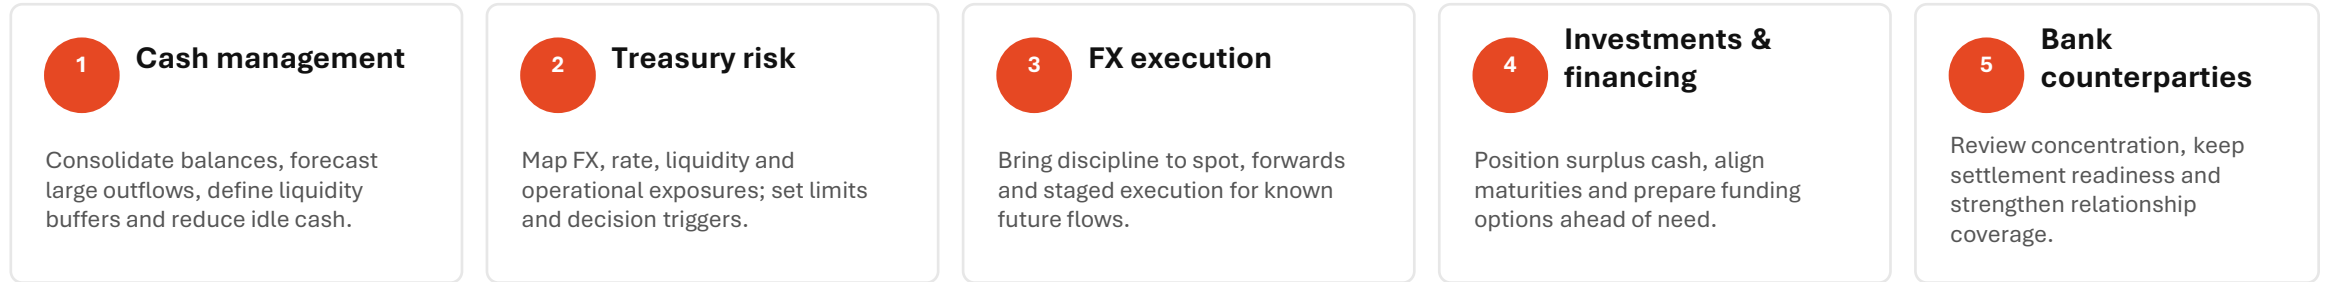 1
Cash management
Consolidate balances, forecast
large outflows, define liquidity
buffers and reduce idle cash.
2
Treasury risk
Map FX, rate, liquidity and
operational exposures; set limits
and decision triggers.
3
FX execution
Bring discipline to spot, forwards
and staged execution for known
future flows.
4
Investments &
financing
Position surplus cash, align
maturities and prepare funding
options ahead of need.
5
Bank
counterparties
Review concentration, keep
settlement readiness and
strengthen relationship
coverage.